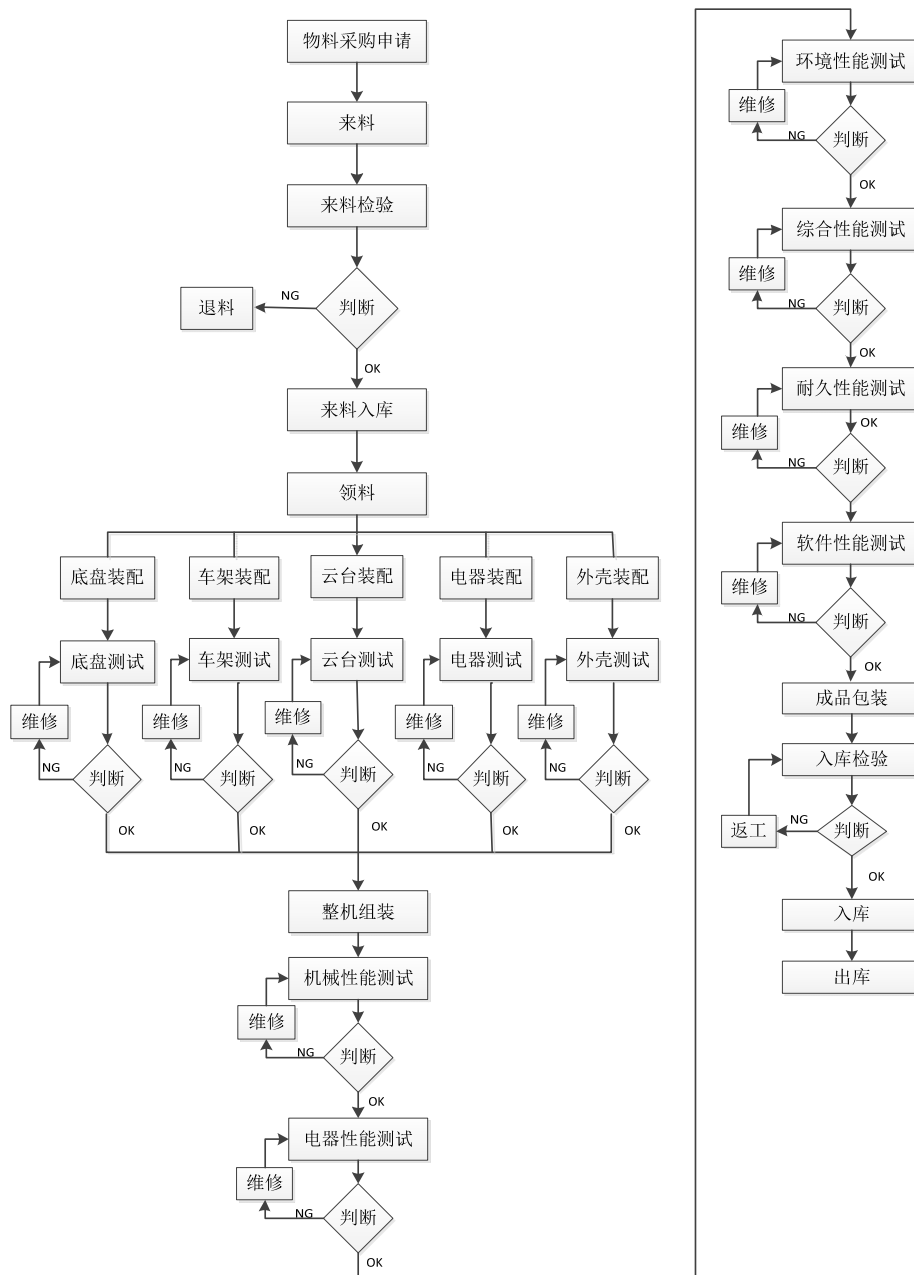 物料采购申请
来料
来料检验
判断
NG
退料
OK
来料入库
领料
底盘装配
车架装配
云台装配
电器装配
外壳装配
底盘测试
车架测试
云台测试
电器测试
外壳测试
维修
维修
维修
维修
维修
NG
判断
NG
判断
NG
判断
NG
判断
NG
判断
OK
OK
OK
OK
OK
整机组装
机械性能测试
维修
NG
判断
OK
电器性能测试
维修
NG
判断
OK
环境性能测试
维修
NG
判断
OK
综合性能测试
维修
NG
判断
OK
耐久性能测试
OK
维修
NG
判断
软件性能测试
维修
NG
判断
OK
成品包装
入库检验
返工
NG
判断
OK
入库
出库